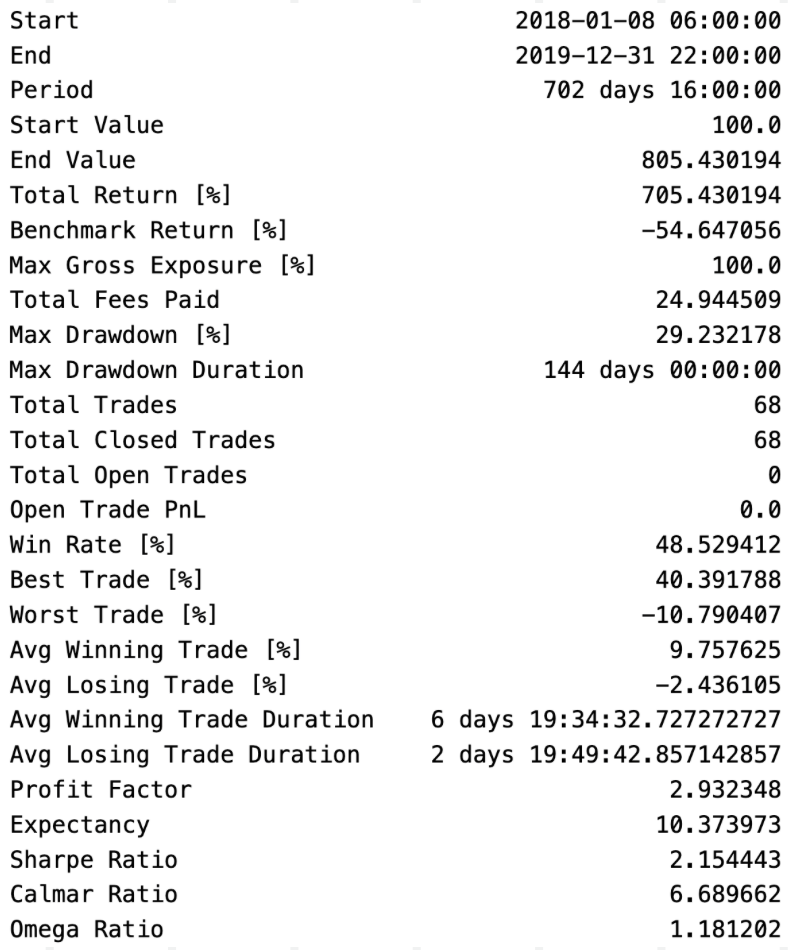 Start 2018-01-08 06:00:00
End 2019-12-31 22:00:00
Period 702 days 16:00:00
Start Value 100.0
End Value 805.430194
Total Return [%] 705.430194
Benchmark Return [%] -54.647056
Max Gross Exposure [%] 100.0
Total Fees Paid 24.944509
Max Drawdown [%] 29.232178
Max Drawdown Duration 144 days 00:00:00
Total Trades 68
Total Closed Trades 68
Total Open Trades 0
Open Trade PnL 0.0
Win Rate [%] 48.529412
Best Trade [%] 40.391788
Worst Trade [%] -10.790407
Avg Winning Trade [%] 9.757625
Avg Losing Trade [%] -2.436105
Avg Winning Trade Duration 6 days 19:34:32.727272727
Avg Losing Trade Duration 2 days 19:49:42.857142857
Profit Factor 2.932348
Expectancy 10.373973
Sharpe Ratio 2.154443
Calmar Ratio 6.689662
Omega Ratio 1.181202